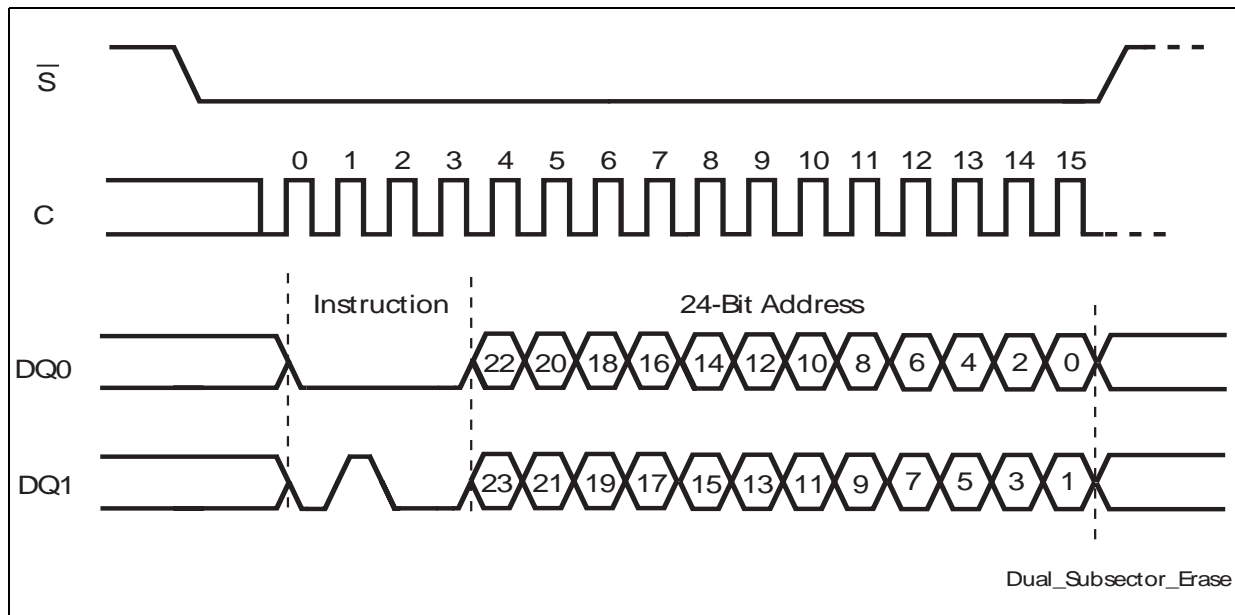 S
0 1 2 3 4 5 6 7 8 9 10 11 12 13 14 15
C
Instruction 24-Bit Address
DQ0 22 20 18 16 14 12 10 8 6 4 2 0
DQ1 23 21 19 17 15 13 11 9 7 5 3 1
Dual_Subsector_Erase